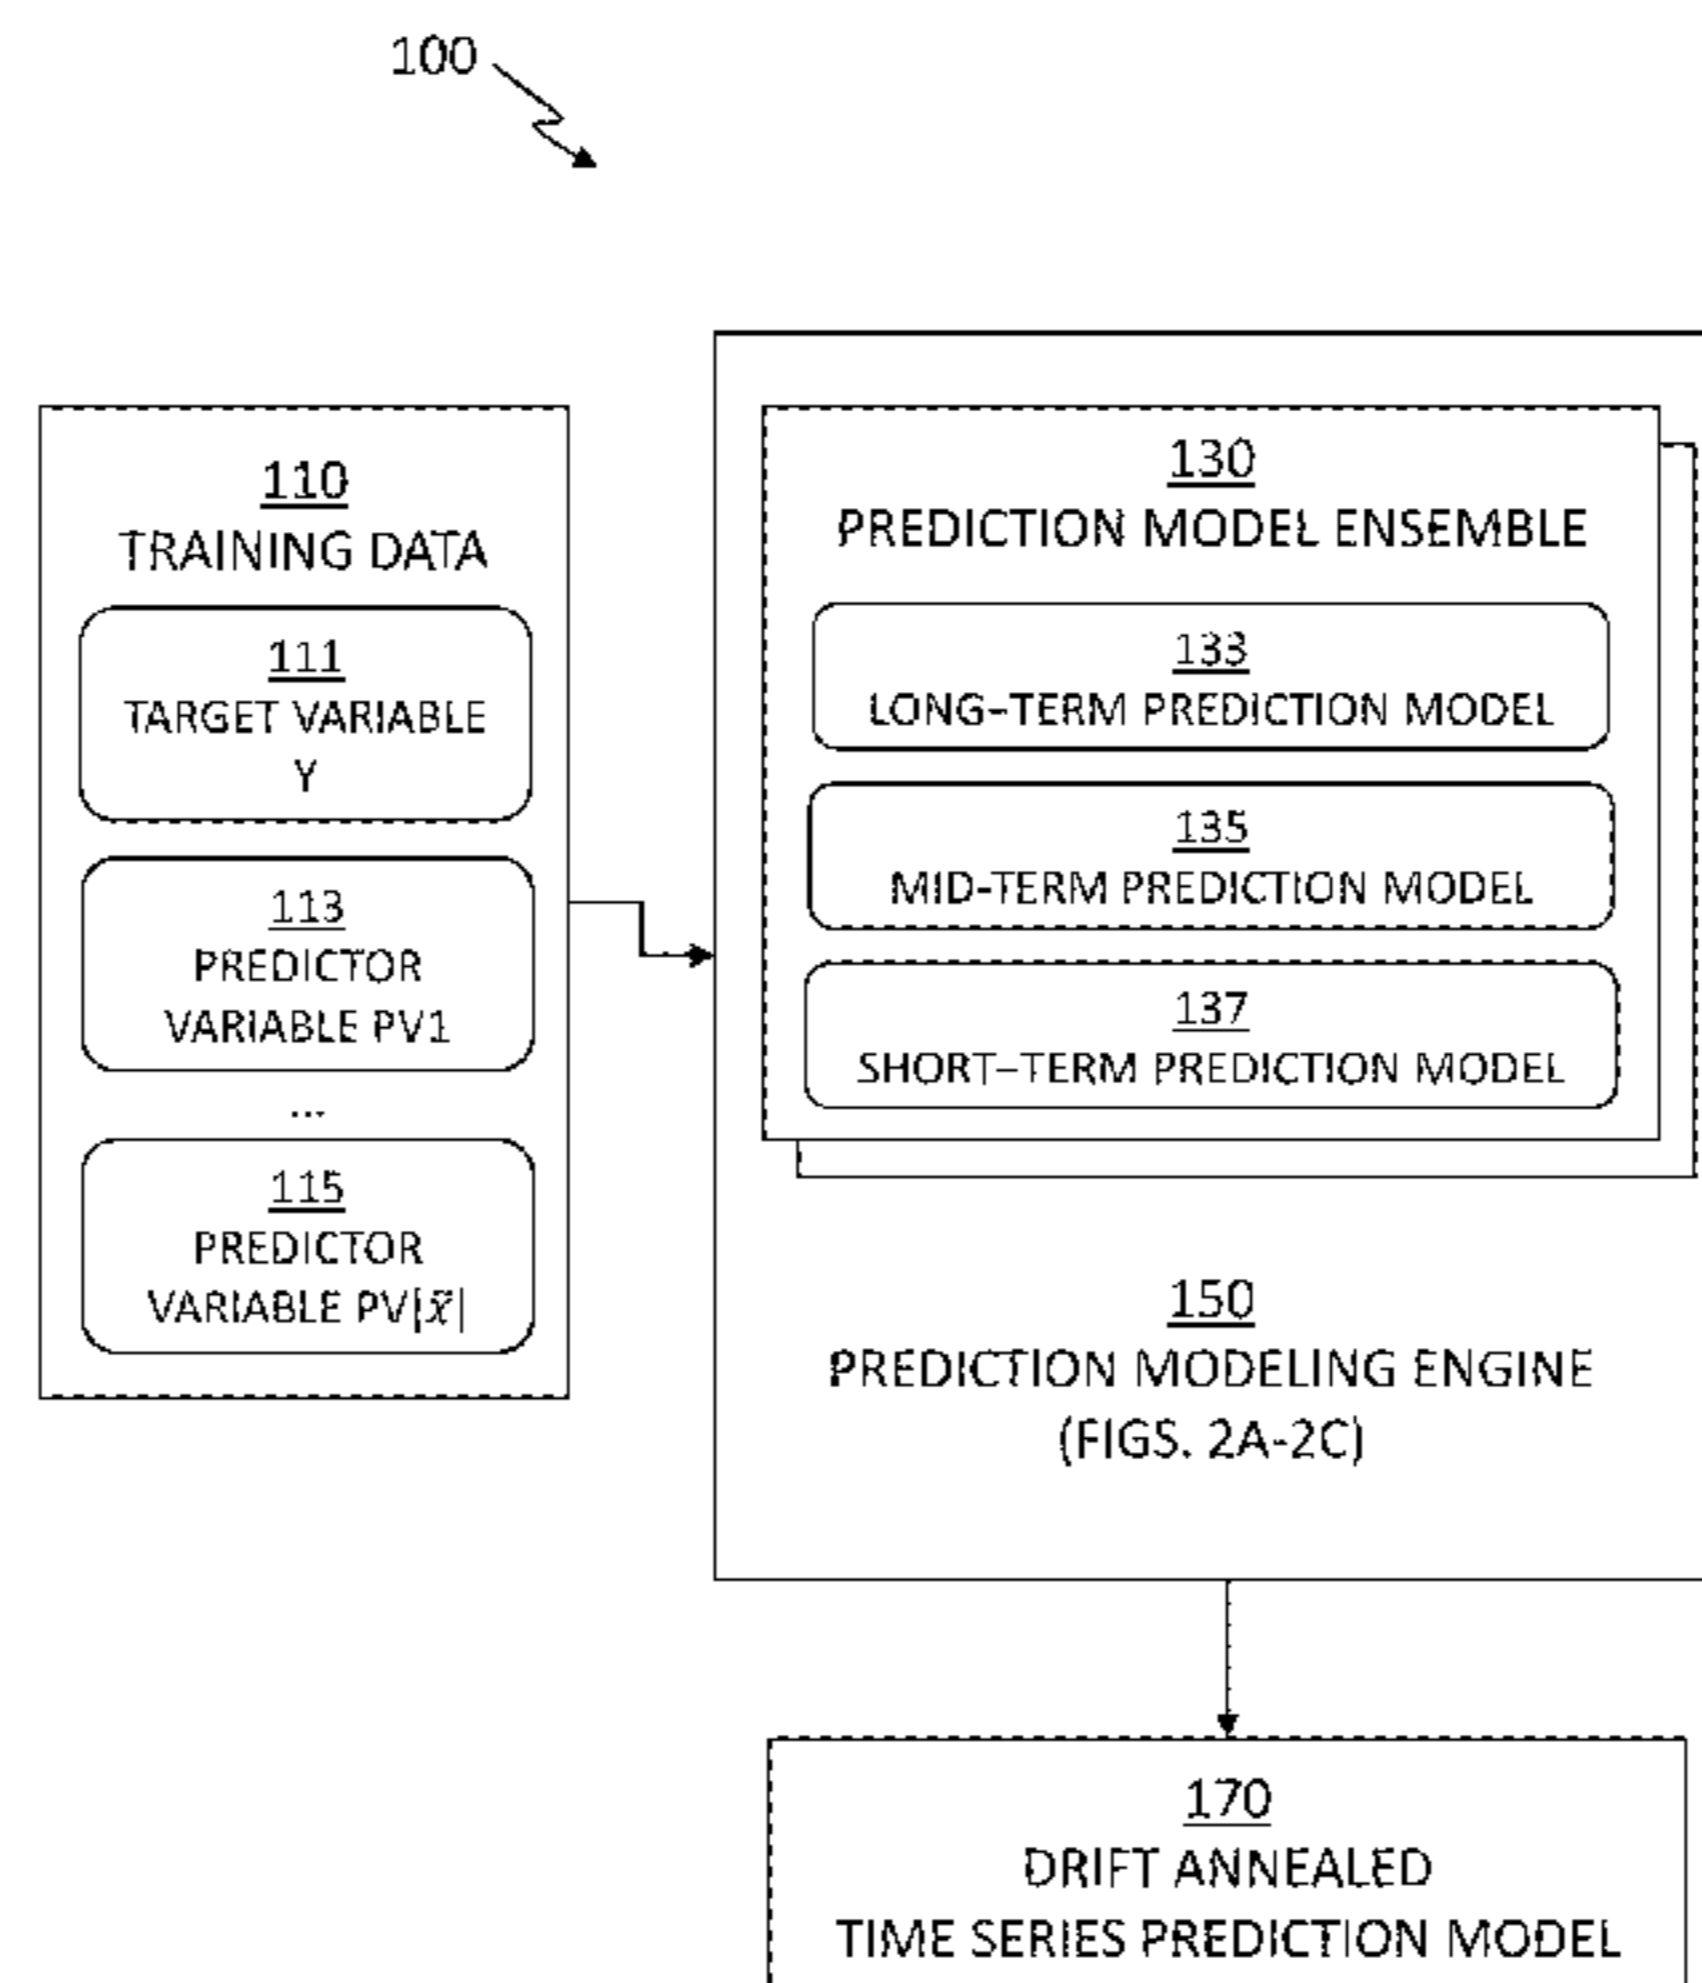 100
110
TRAINING DATA
111
TARGET VARIABLE
Y
113
PREDICTOR
VARIABLE PV1
...
115
PREDICTOR
VARIABLE PV|x̃|
130
PREDICTION MODEL ENSEMBLE
133
LONG–TERM PREDICTION MODEL
135
MID-TERM PREDICTION MODEL
137
SHORT–TERM PREDICTION MODEL
150
PREDICTION MODELING ENGINE
(FIGS. 2A-2C)
170
DRIFT ANNEALED
TIME SERIES PREDICTION MODEL